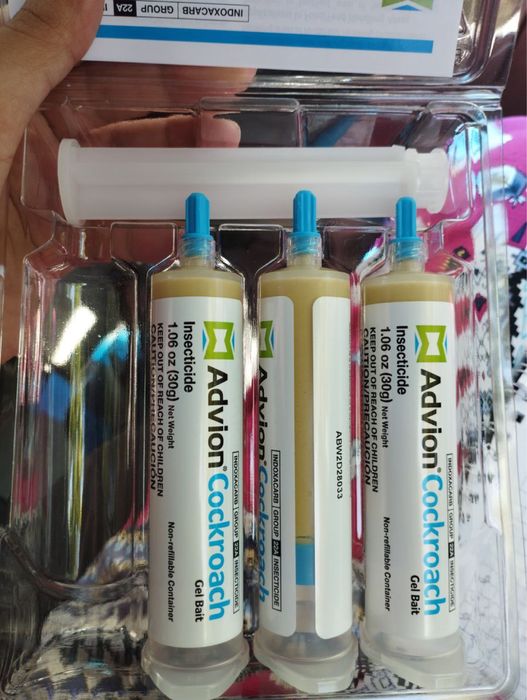 INDOXACARB GROUP 22A
Advion® Cockroach
Gel Bait
INDOXACARB GROUP 22A INSECTICIDE
Insecticide
1.06 oz (30g) Net Weight
KEEP OUT OF REACH OF CHILDREN
CAUTION/PRECAUCION
Non-refillable Container
Advion® Cockroach
INDOXACARB GROUP 22A INSECTICIDE
ABW2D28033
Advion® Cockroach
Gel Bait
INDOXACARB GROUP 22A INSECTICIDE
Insecticide
1.06 oz (30g) Net Weight
KEEP OUT OF REACH OF CHILDREN
CAUTION/PRECAUCION
Non-refillable Container